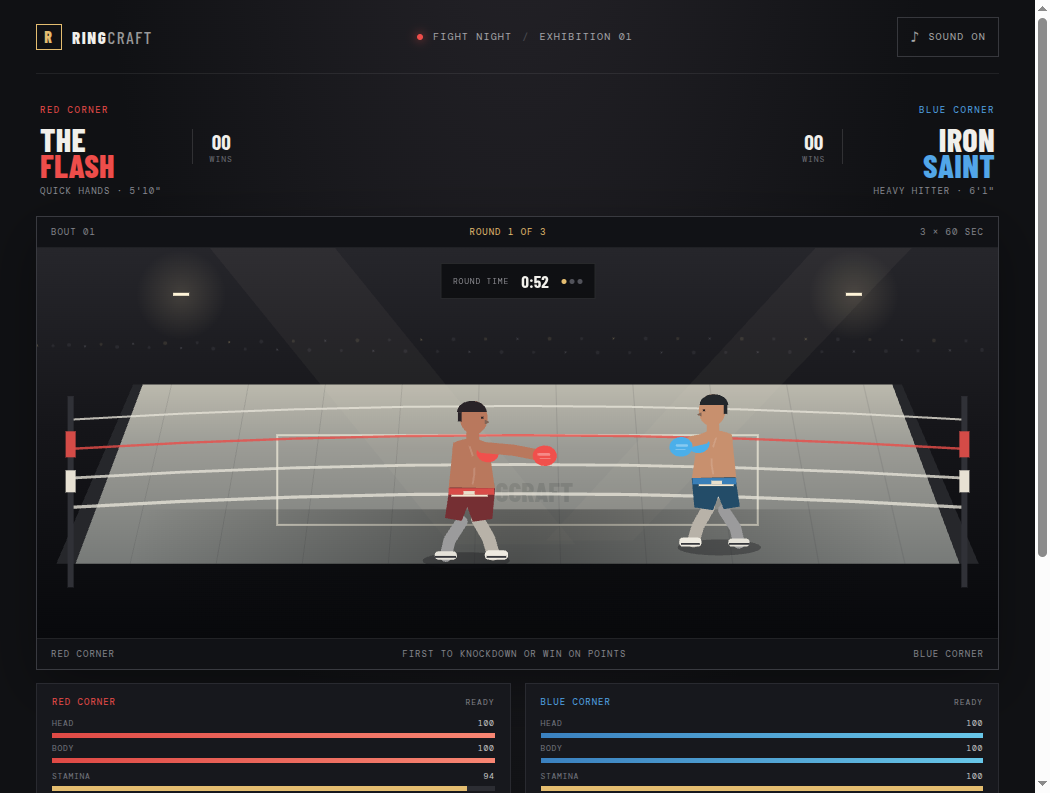 R RINGCRAFT
FIGHT NIGHT / EXHIBITION 01
♪ SOUND ON
RED CORNER
THE
FLASH
QUICK HANDS · 5'10"
00
WINS
00
WINS
BLUE CORNER
IRON
SAINT
HEAVY HITTER · 6'1"
BOUT 01
ROUND 1 OF 3
3 × 60 SEC
ROUND TIME 0:52
GCRAFT
RED CORNER
FIRST TO KNOCKDOWN OR WIN ON POINTS
BLUE CORNER
RED CORNER
READY
HEAD 100
BODY 100
STAMINA 94
BLUE CORNER
READY
HEAD 100
BODY 100
STAMINA 100